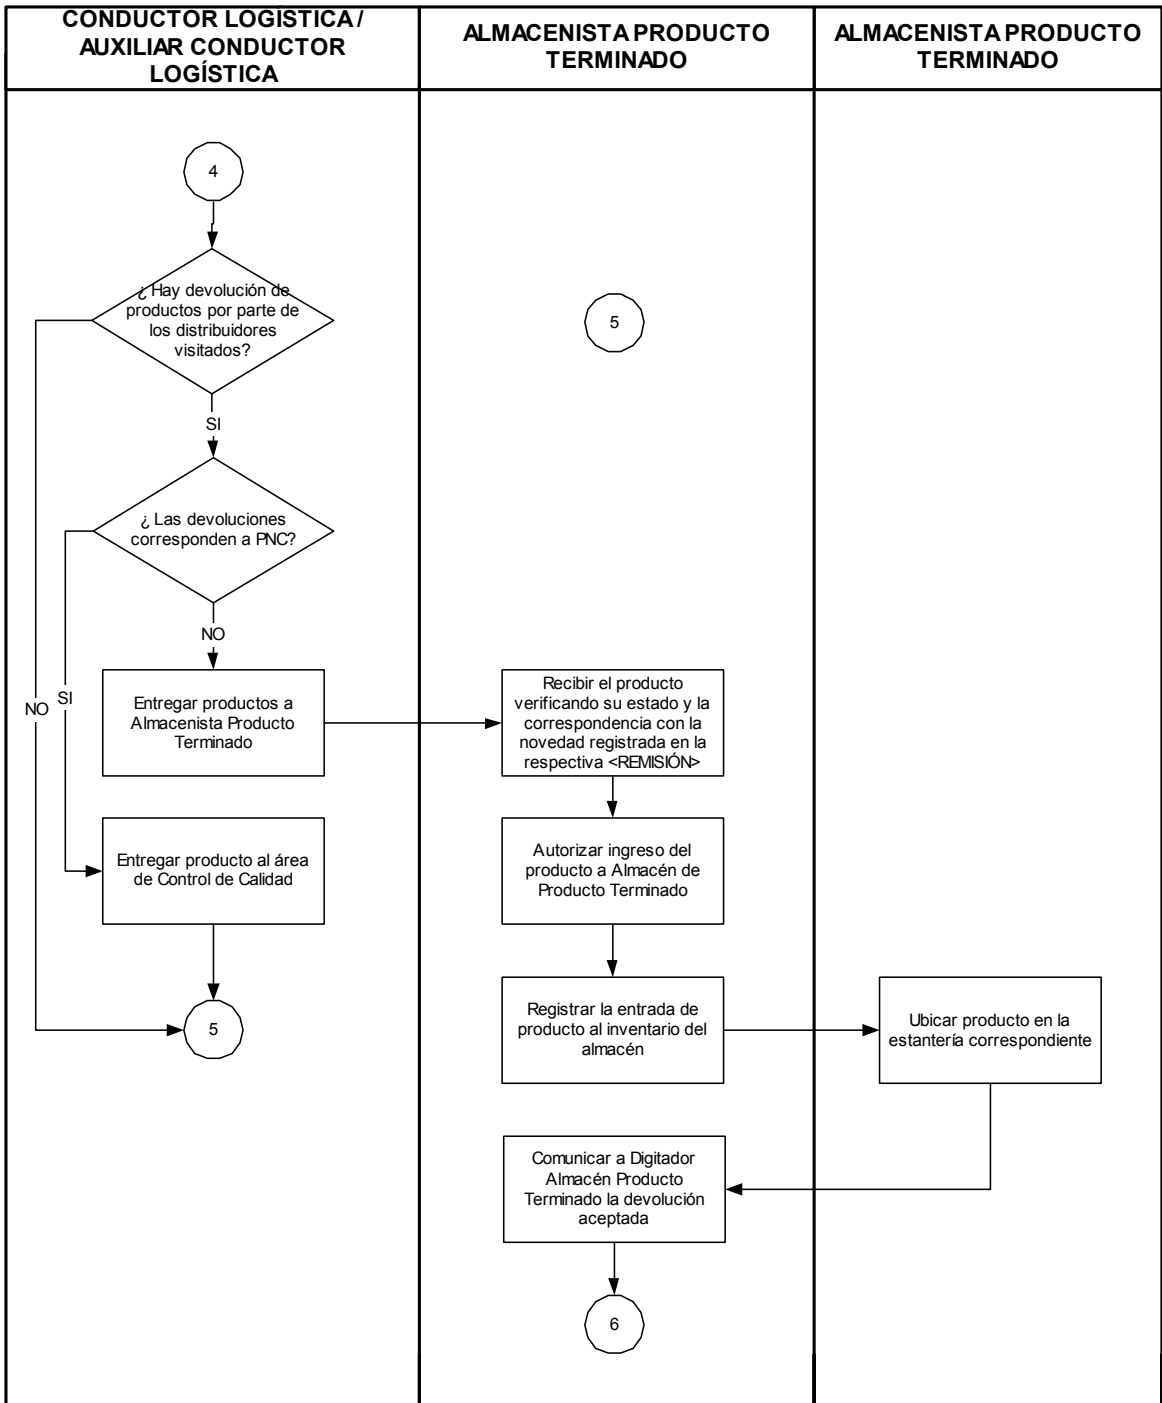 CONDUCTOR LOGÍSTICA /
AUXILIAR CONDUCTOR
LOGÍSTICA
ALMACENISTA PRODUCTO
TERMINADO
ALMACENISTA PRODUCTO
TERMINADO
4
¿ Hay devolución de
productos por parte de
los distribuidores
visitados?
5
SI
¿ Las devoluciones
corresponden a PNC?
NO
NO
SI
Entregar productos a
Almacenista Producto
Terminado
Recibir el producto
verificando su estado y la
correspondencia con la
novedad registrada en la
respectiva <REMISIÓN>
Entregar producto al área
de Control de Calidad
Autorizar ingreso del
producto a Almacén de
Producto Terminado
5
Registrar la entrada de
producto al inventario del
almacén
Ubicar producto en la
estantería correspondiente
Comunicar a Digitador
Almacén Producto
Terminado la devolución
aceptada
6